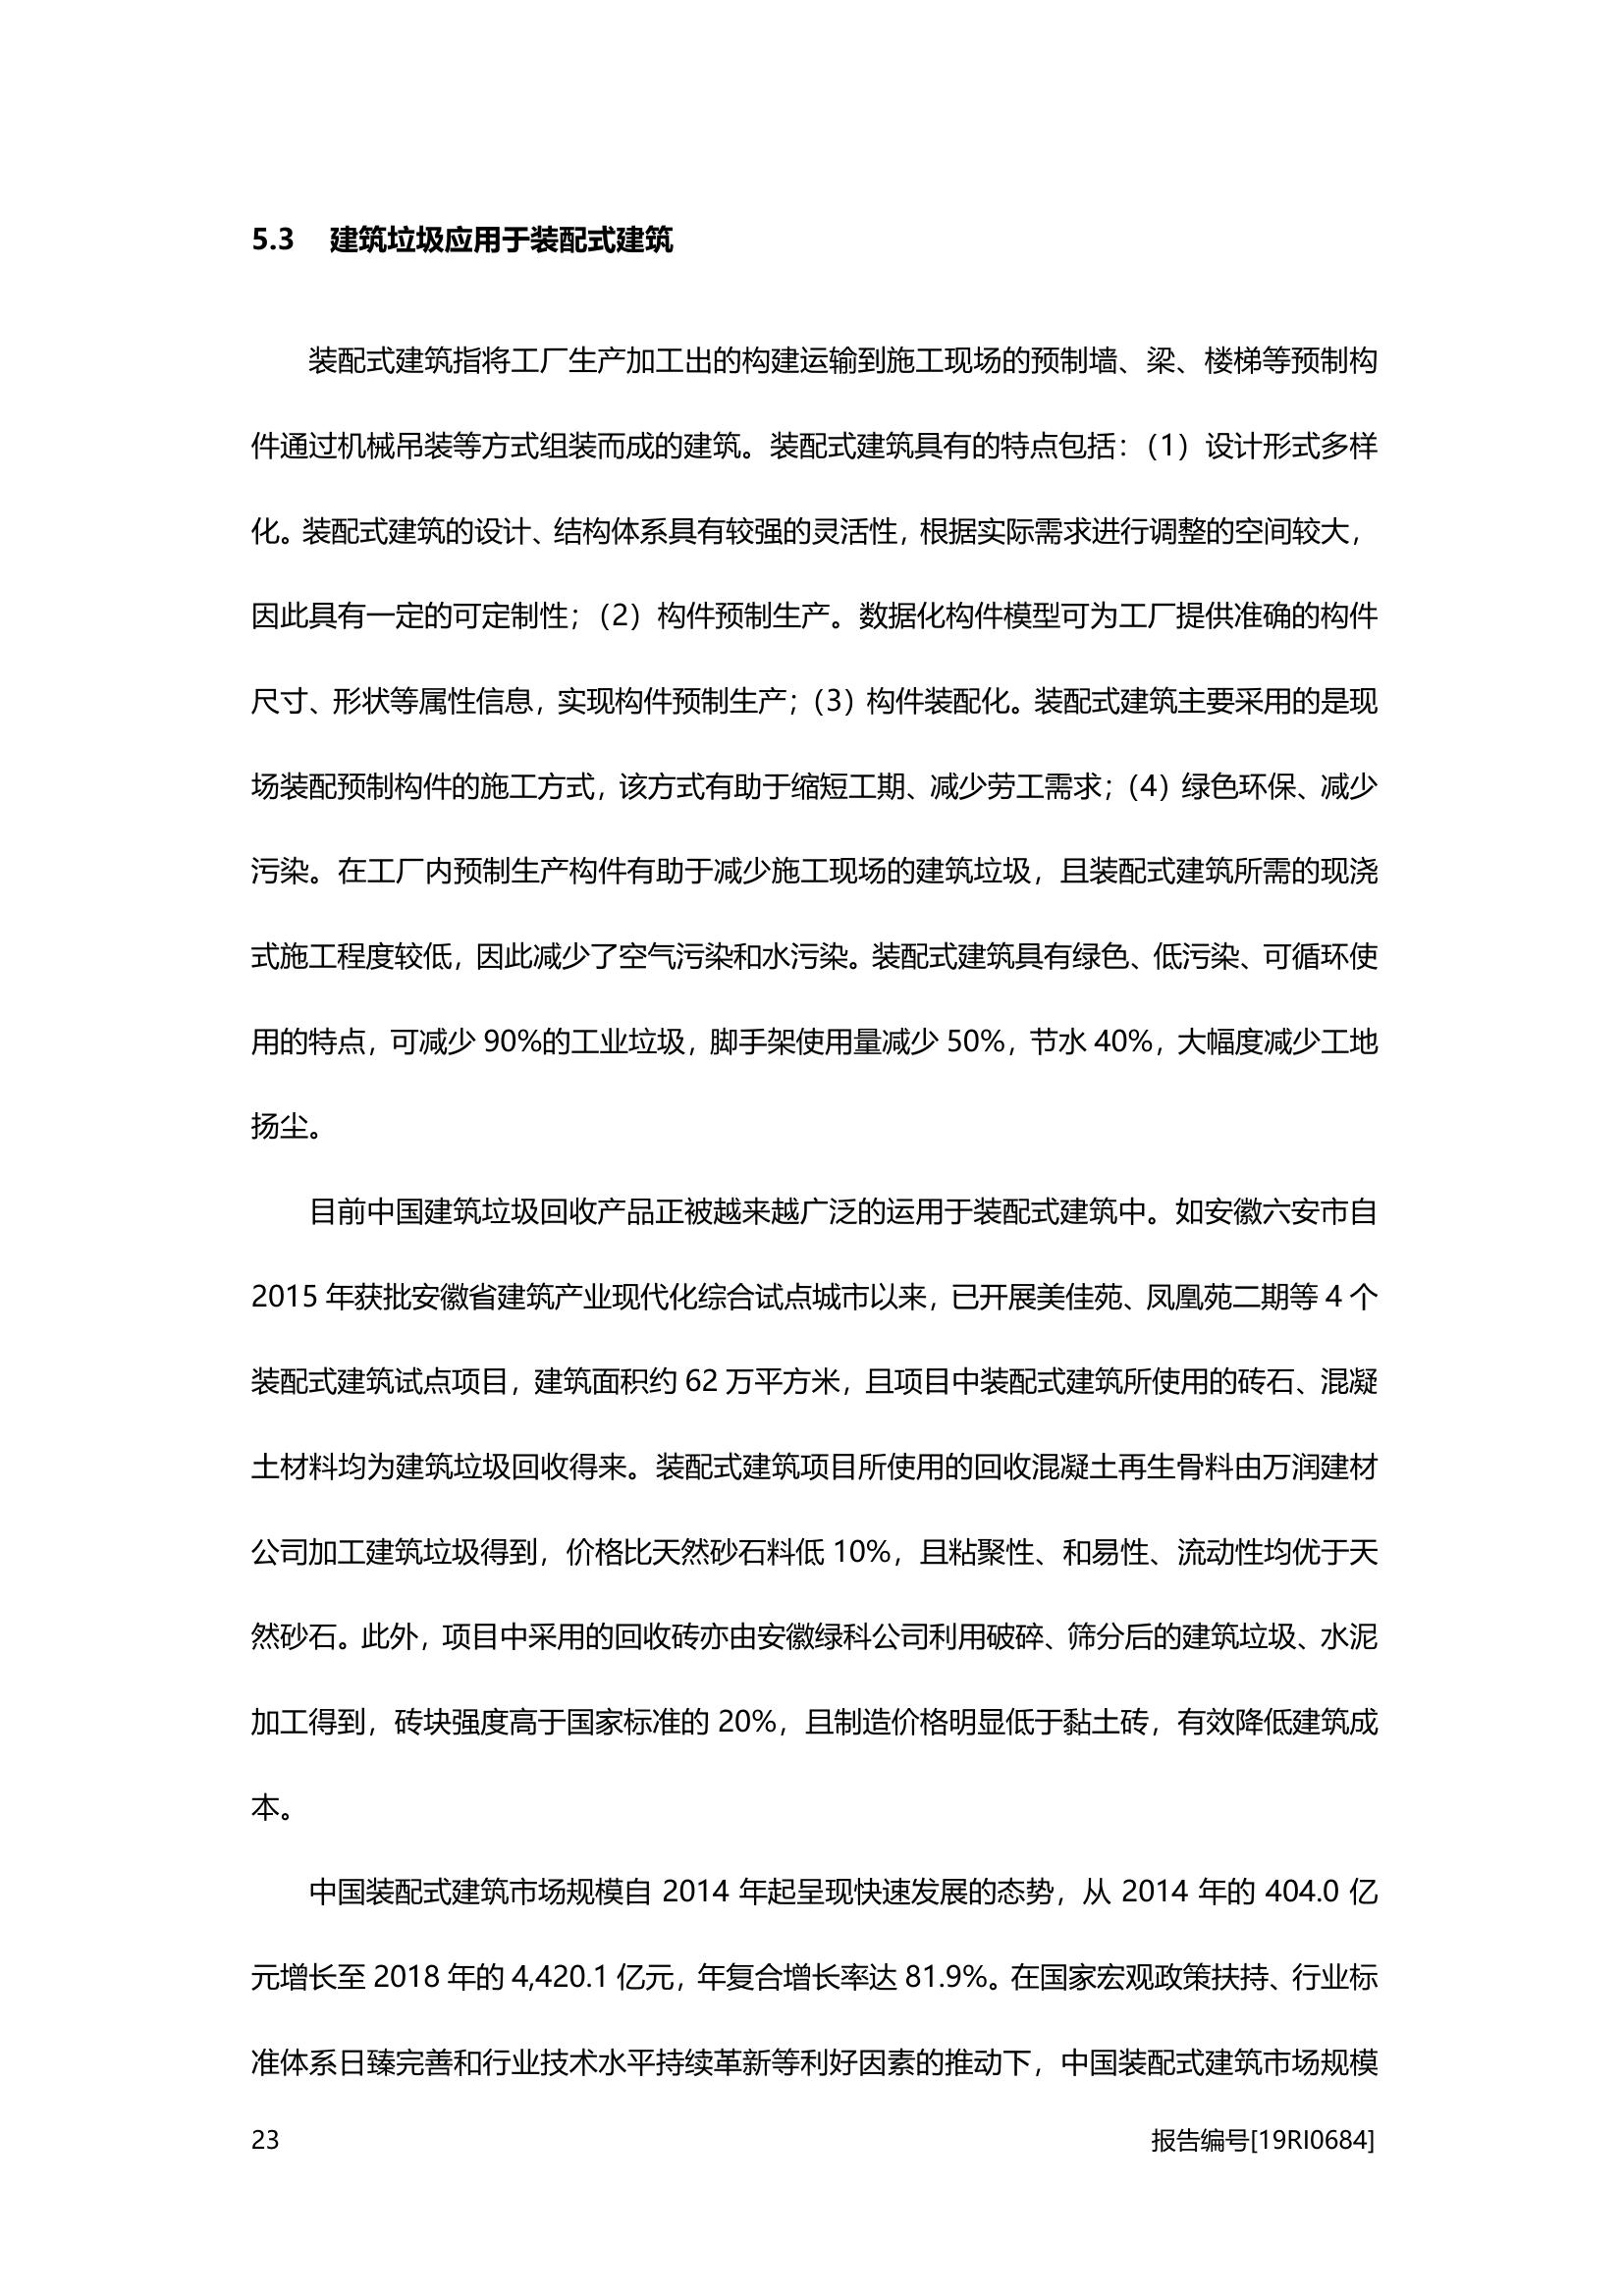 5.3 建筑垃圾应用于装配式建筑
装配式建筑指将工厂生产加工出的构建运输到施工现场的预制墙、梁、楼梯等预制构
件通过机械吊装等方式组装而成的建筑。装配式建筑具有的特点包括：（1）设计形式多样
化。装配式建筑的设计、结构体系具有较强的灵活性，根据实际需求进行调整的空间较大，
因此具有一定的可定制性；（2）构件预制生产。数据化构件模型可为工厂提供准确的构件
尺寸、形状等属性信息，实现构件预制生产；（3）构件装配化。装配式建筑主要采用的是现
场装配预制构件的施工方式，该方式有助于缩短工期、减少劳工需求；（4）绿色环保、减少
污染。在工厂内预制生产构件有助于减少施工现场的建筑垃圾，且装配式建筑所需的现浇
式施工程度较低，因此减少了空气污染和水污染。装配式建筑具有绿色、低污染、可循环使
用的特点，可减少 90%的工业垃圾，脚手架使用量减少 50%，节水 40%，大幅度减少工地
扬尘。
目前中国建筑垃圾回收产品正被越来越广泛的运用于装配式建筑中。如安徽六安市自
2015 年获批安徽省建筑产业现代化综合试点城市以来，已开展美佳苑、凤凰苑二期等 4 个
装配式建筑试点项目，建筑面积约 62 万平方米，且项目中装配式建筑所使用的砖石、混凝
土材料均为建筑垃圾回收得来。装配式建筑项目所使用的回收混凝土再生骨料由万润建材
公司加工建筑垃圾得到，价格比天然砂石料低 10%，且粘聚性、和易性、流动性均优于天
然砂石。此外，项目中采用的回收砖亦由安徽绿科公司利用破碎、筛分后的建筑垃圾、水泥
加工得到，砖块强度高于国家标准的 20%，且制造价格明显低于黏土砖，有效降低建筑成
本。
中国装配式建筑市场规模自 2014 年起呈现快速发展的态势，从 2014 年的 404.0 亿
元增长至 2018 年的 4,420.1 亿元，年复合增长率达 81.9%。在国家宏观政策扶持、行业标
准体系日臻完善和行业技术水平持续革新等利好因素的推动下，中国装配式建筑市场规模
23 报告编号[19RI0684]